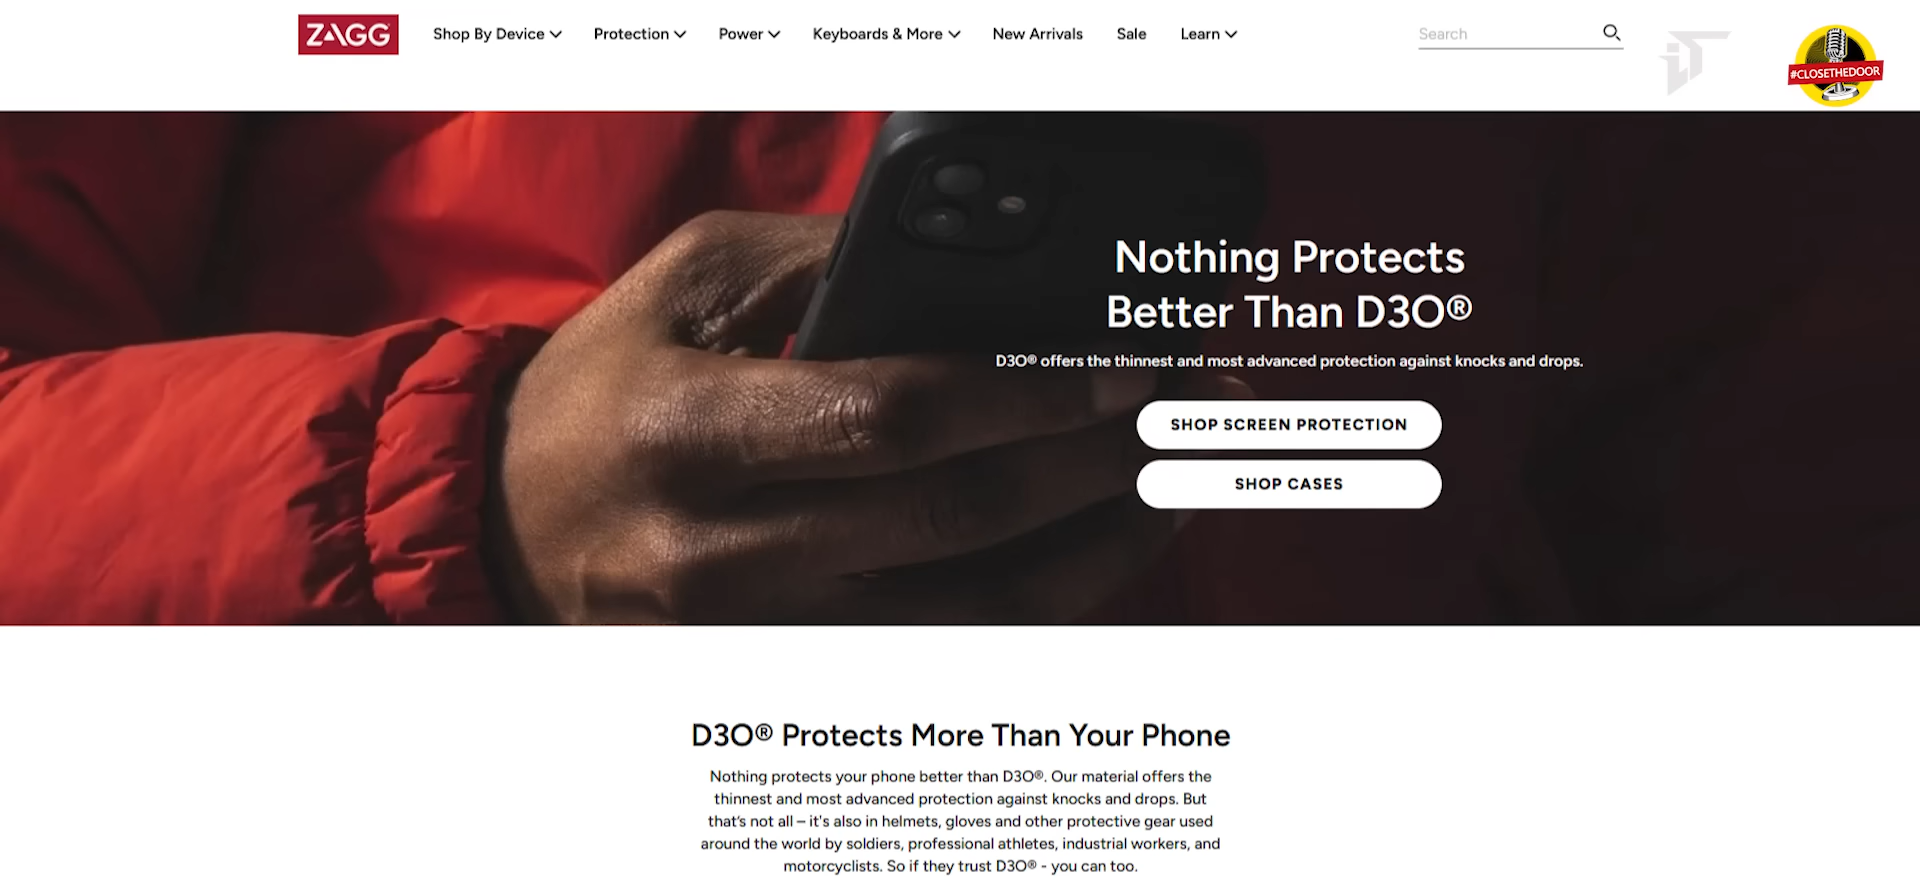 ZAGG
Shop By Device
Protection
Power
Keyboards & More
New Arrivals
Sale
Learn
Search
#CLOSETHEDOOR
Nothing Protects
Better Than D3O®
D3O® offers the thinnest and most advanced protection against knocks and drops.
SHOP SCREEN PROTECTION
SHOP CASES
D3O® Protects More Than Your Phone
Nothing protects your phone better than D3O®. Our material offers the
thinnest and most advanced protection against knocks and drops. But
that's not all – it's also in helmets, gloves and other protective gear used
around the world by soldiers, professional athletes, industrial workers, and
motorcyclists. So if they trust D3O® - you can too.